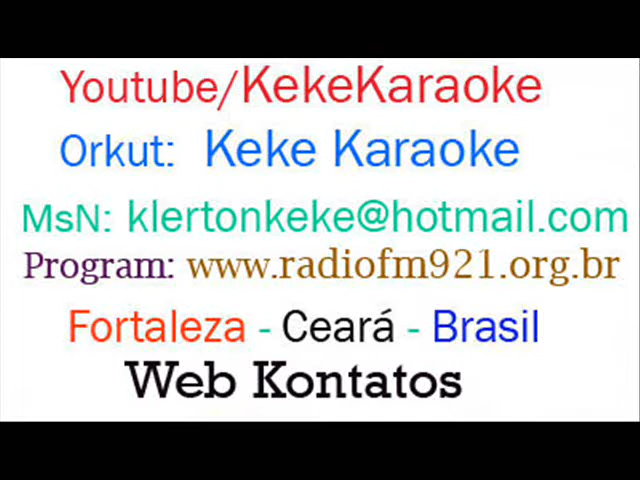 Youtube/KekeKaraoke
Orkut: Keke Karaoke
MsN: klertonkeke@hotmail.com
Program: www.radiofm921.org.br
Fortaleza - Ceará - Brasil
Web Kontatos